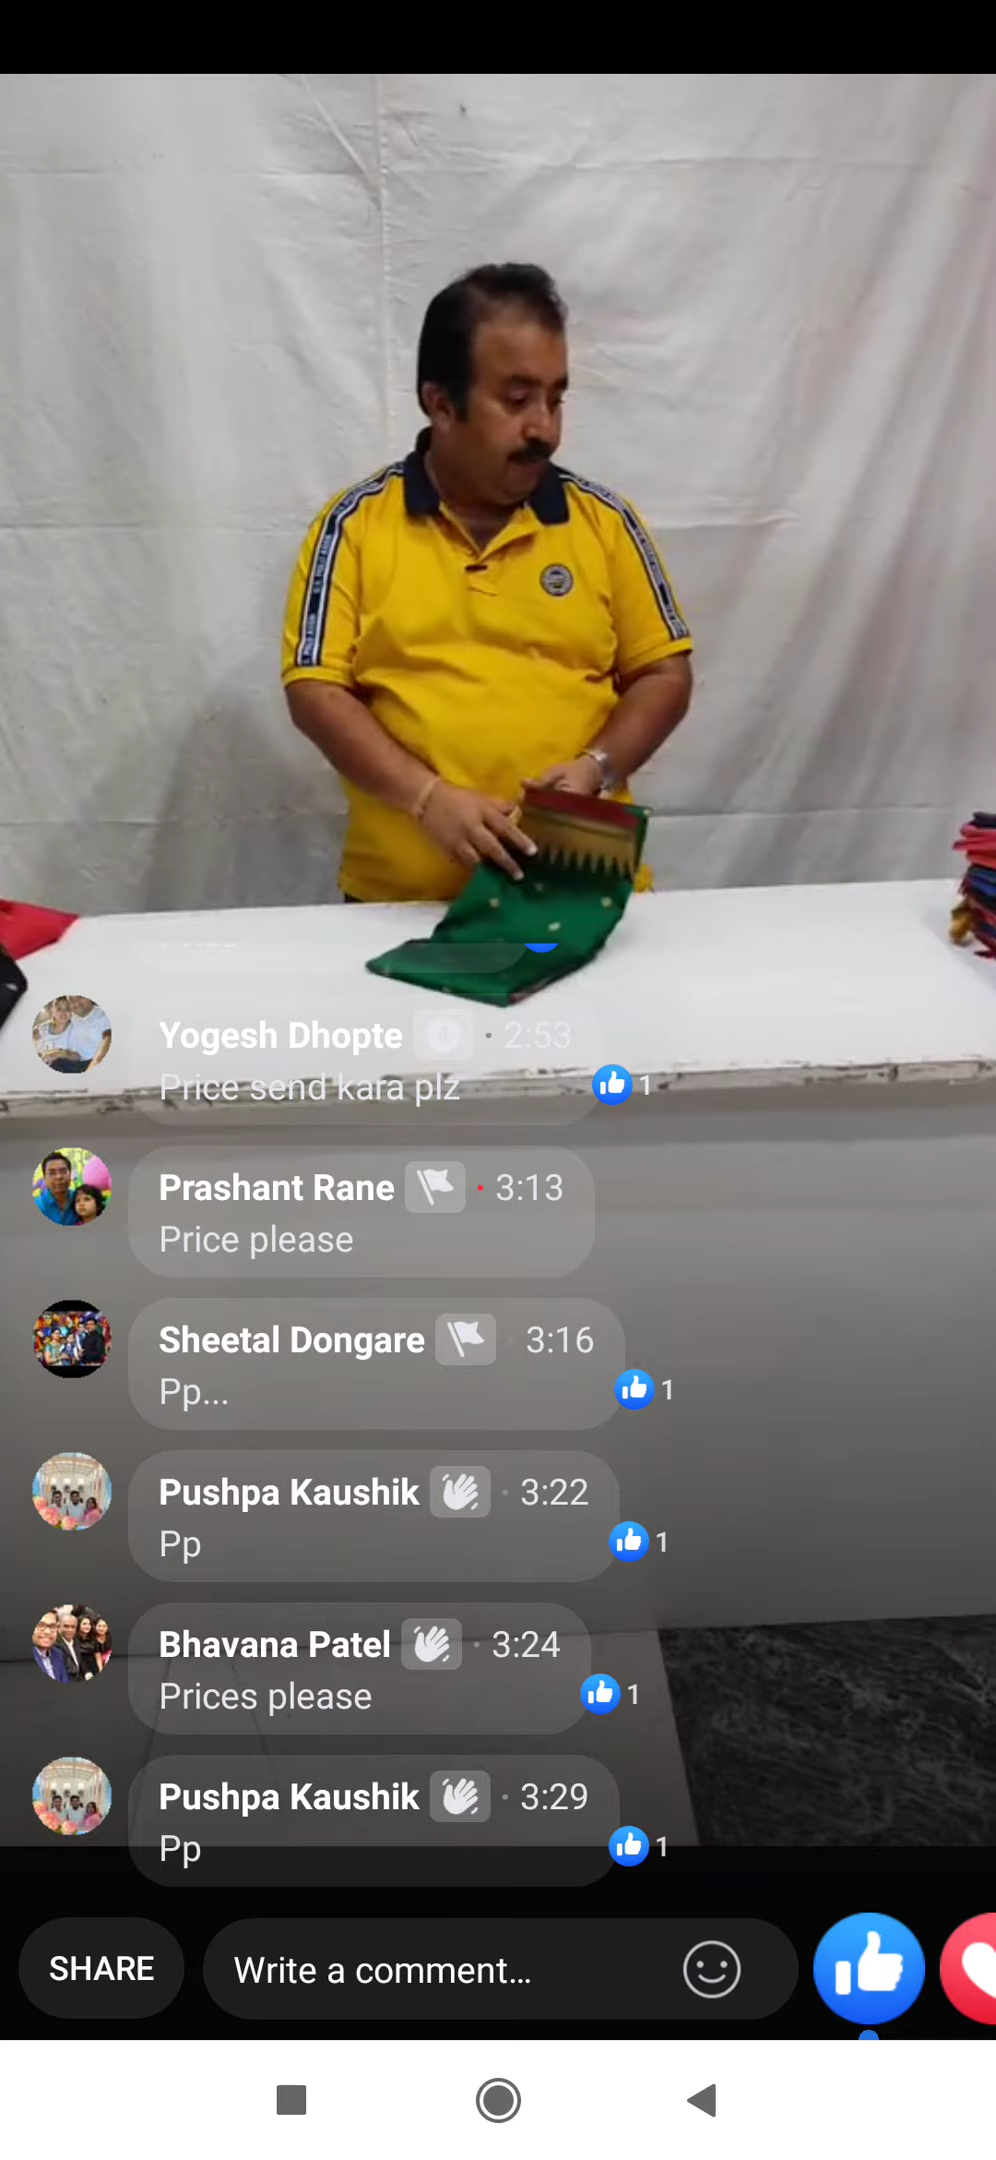 Yogesh Dhopte · 2:53
Price send kara plz
1
Prashant Rane · 3:13
Price please
Sheetal Dongare · 3:16
Pp...
1
Pushpa Kaushik · 3:22
Pp
1
Bhavana Patel · 3:24
Prices please
1
Pushpa Kaushik · 3:29
Pp
1
SHARE
Write a comment...